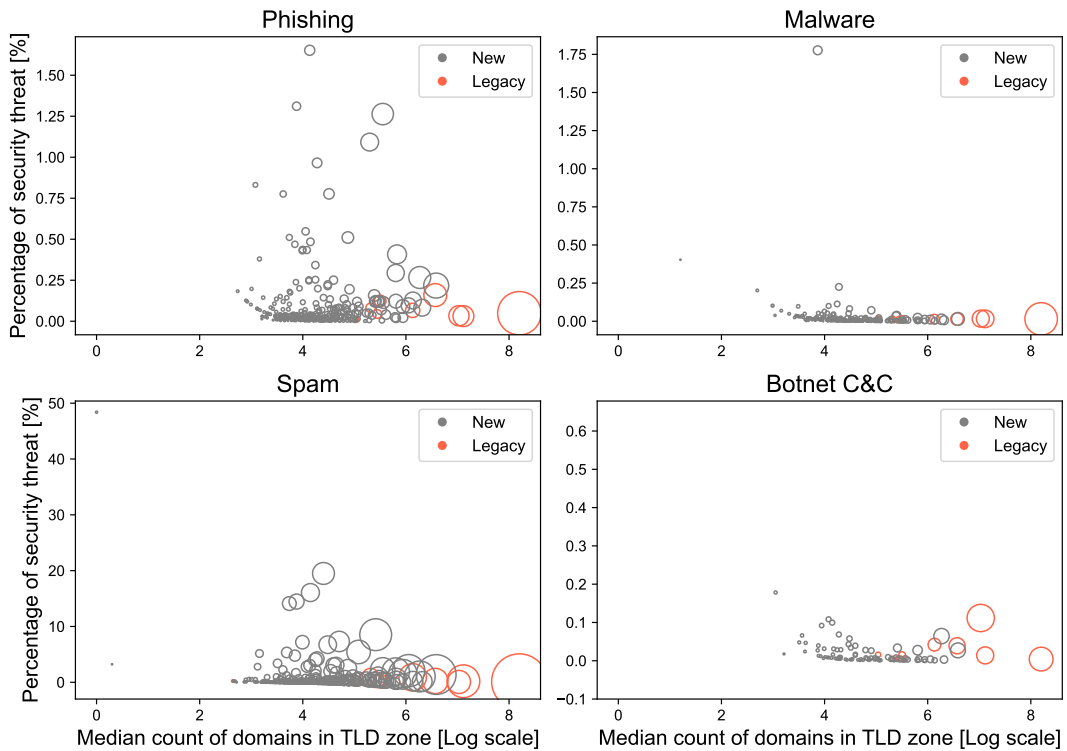 Phishing
Percentage of security threat [%]
1.50
1.25
1.00
0.75
0.50
0.25
0.00
0 2 4 6 8
New
Legacy
Malware
1.75
1.50
1.25
1.00
0.75
0.50
0.25
0.00
0 2 4 6 8
New
Legacy
Spam
Percentage of security threat [%]
50
40
30
20
10
0
0 2 4 6 8
Median count of domains in TLD zone [Log scale]
New
Legacy
Botnet C&C
0.6
0.5
0.4
0.3
0.2
0.1
0.0
−0.1
0 2 4 6 8
Median count of domains in TLD zone [Log scale]
New
Legacy